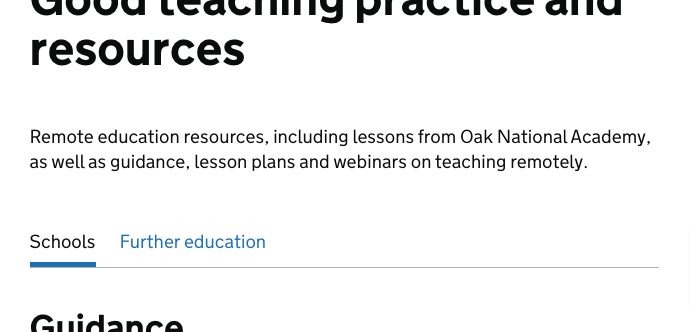 Good teaching practice and
resources
Remote education resources, including lessons from Oak National Academy,
as well as guidance, lesson plans and webinars on teaching remotely.
Schools Further education
Guidance